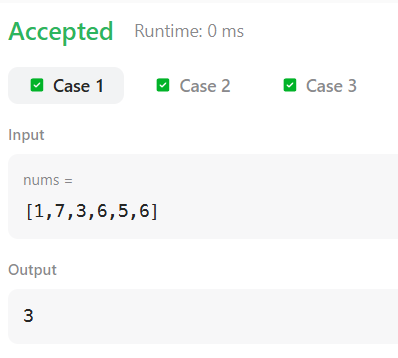 Accepted Runtime: 0 ms
Case 1 Case 2 Case 3
Input
nums =
[1,7,3,6,5,6]
Output
3